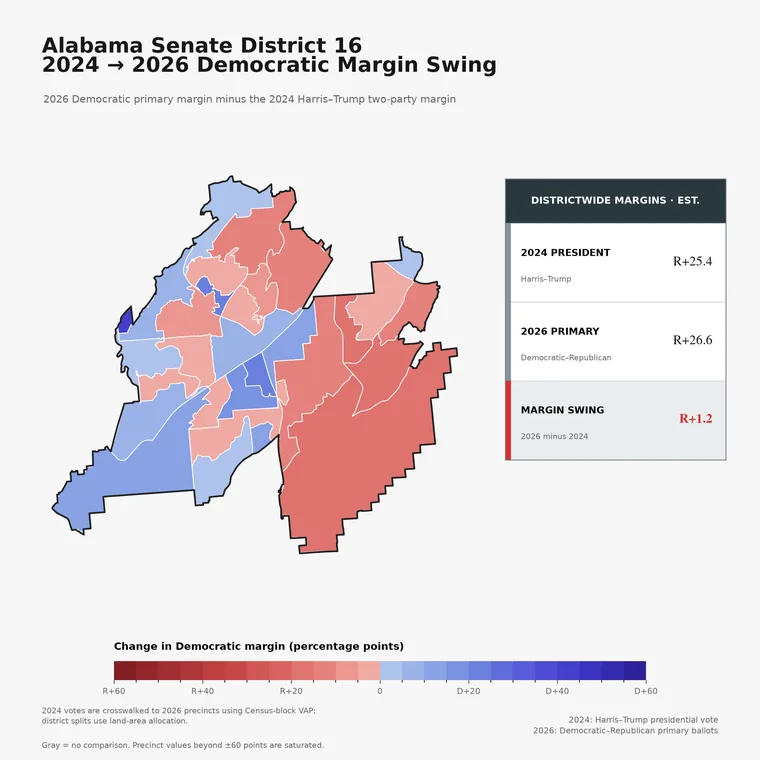 Alabama Senate District 16
2024 → 2026 Democratic Margin Swing
2026 Democratic primary margin minus the 2024 Harris–Trump two-party margin
DISTRICTWIDE MARGINS · EST.
2024 PRESIDENT
R+25.4
Harris–Trump
2026 PRIMARY
R+26.6
Democratic–Republican
MARGIN SWING
R+1.2
2026 minus 2024
Change in Democratic margin (percentage points)
R+60 R+40 R+20 0 D+20 D+40 D+60
2024 votes are crosswalked to 2026 precincts using Census-block VAP;
district splits use land-area allocation.
Gray = no comparison. Precinct values beyond ±60 points are saturated.
2024: Harris–Trump presidential vote
2026: Democratic–Republican primary ballots